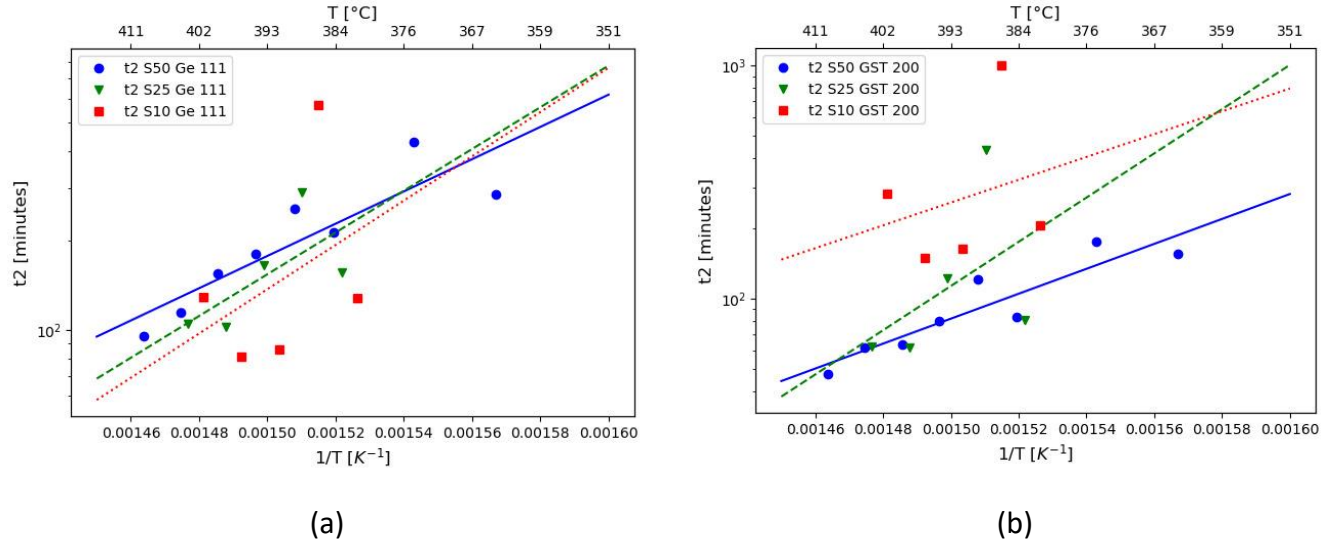 T [°C]
411 402 393 384 376 367 359 351
t2 S50 Ge 111
t2 S25 Ge 111
t2 S10 Ge 111
t2 [minutes]
10²
0.00146 0.00148 0.00150 0.00152 0.00154 0.00156 0.00158 0.00160
1/T [K⁻¹]
(a)
T [°C]
411 402 393 384 376 367 359 351
10³
t2 S50 GST 200
t2 S25 GST 200
t2 S10 GST 200
t2 [minutes]
10²
0.00146 0.00148 0.00150 0.00152 0.00154 0.00156 0.00158 0.00160
1/T [K⁻¹]
(b)